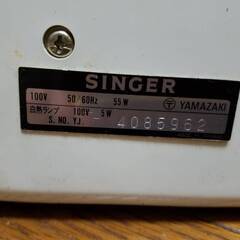 SINGER
100V 50/60Hz 55W 〒 YAMAZAKI
白熱ランプ 100V 5W
S. NO. YJ - 4085962